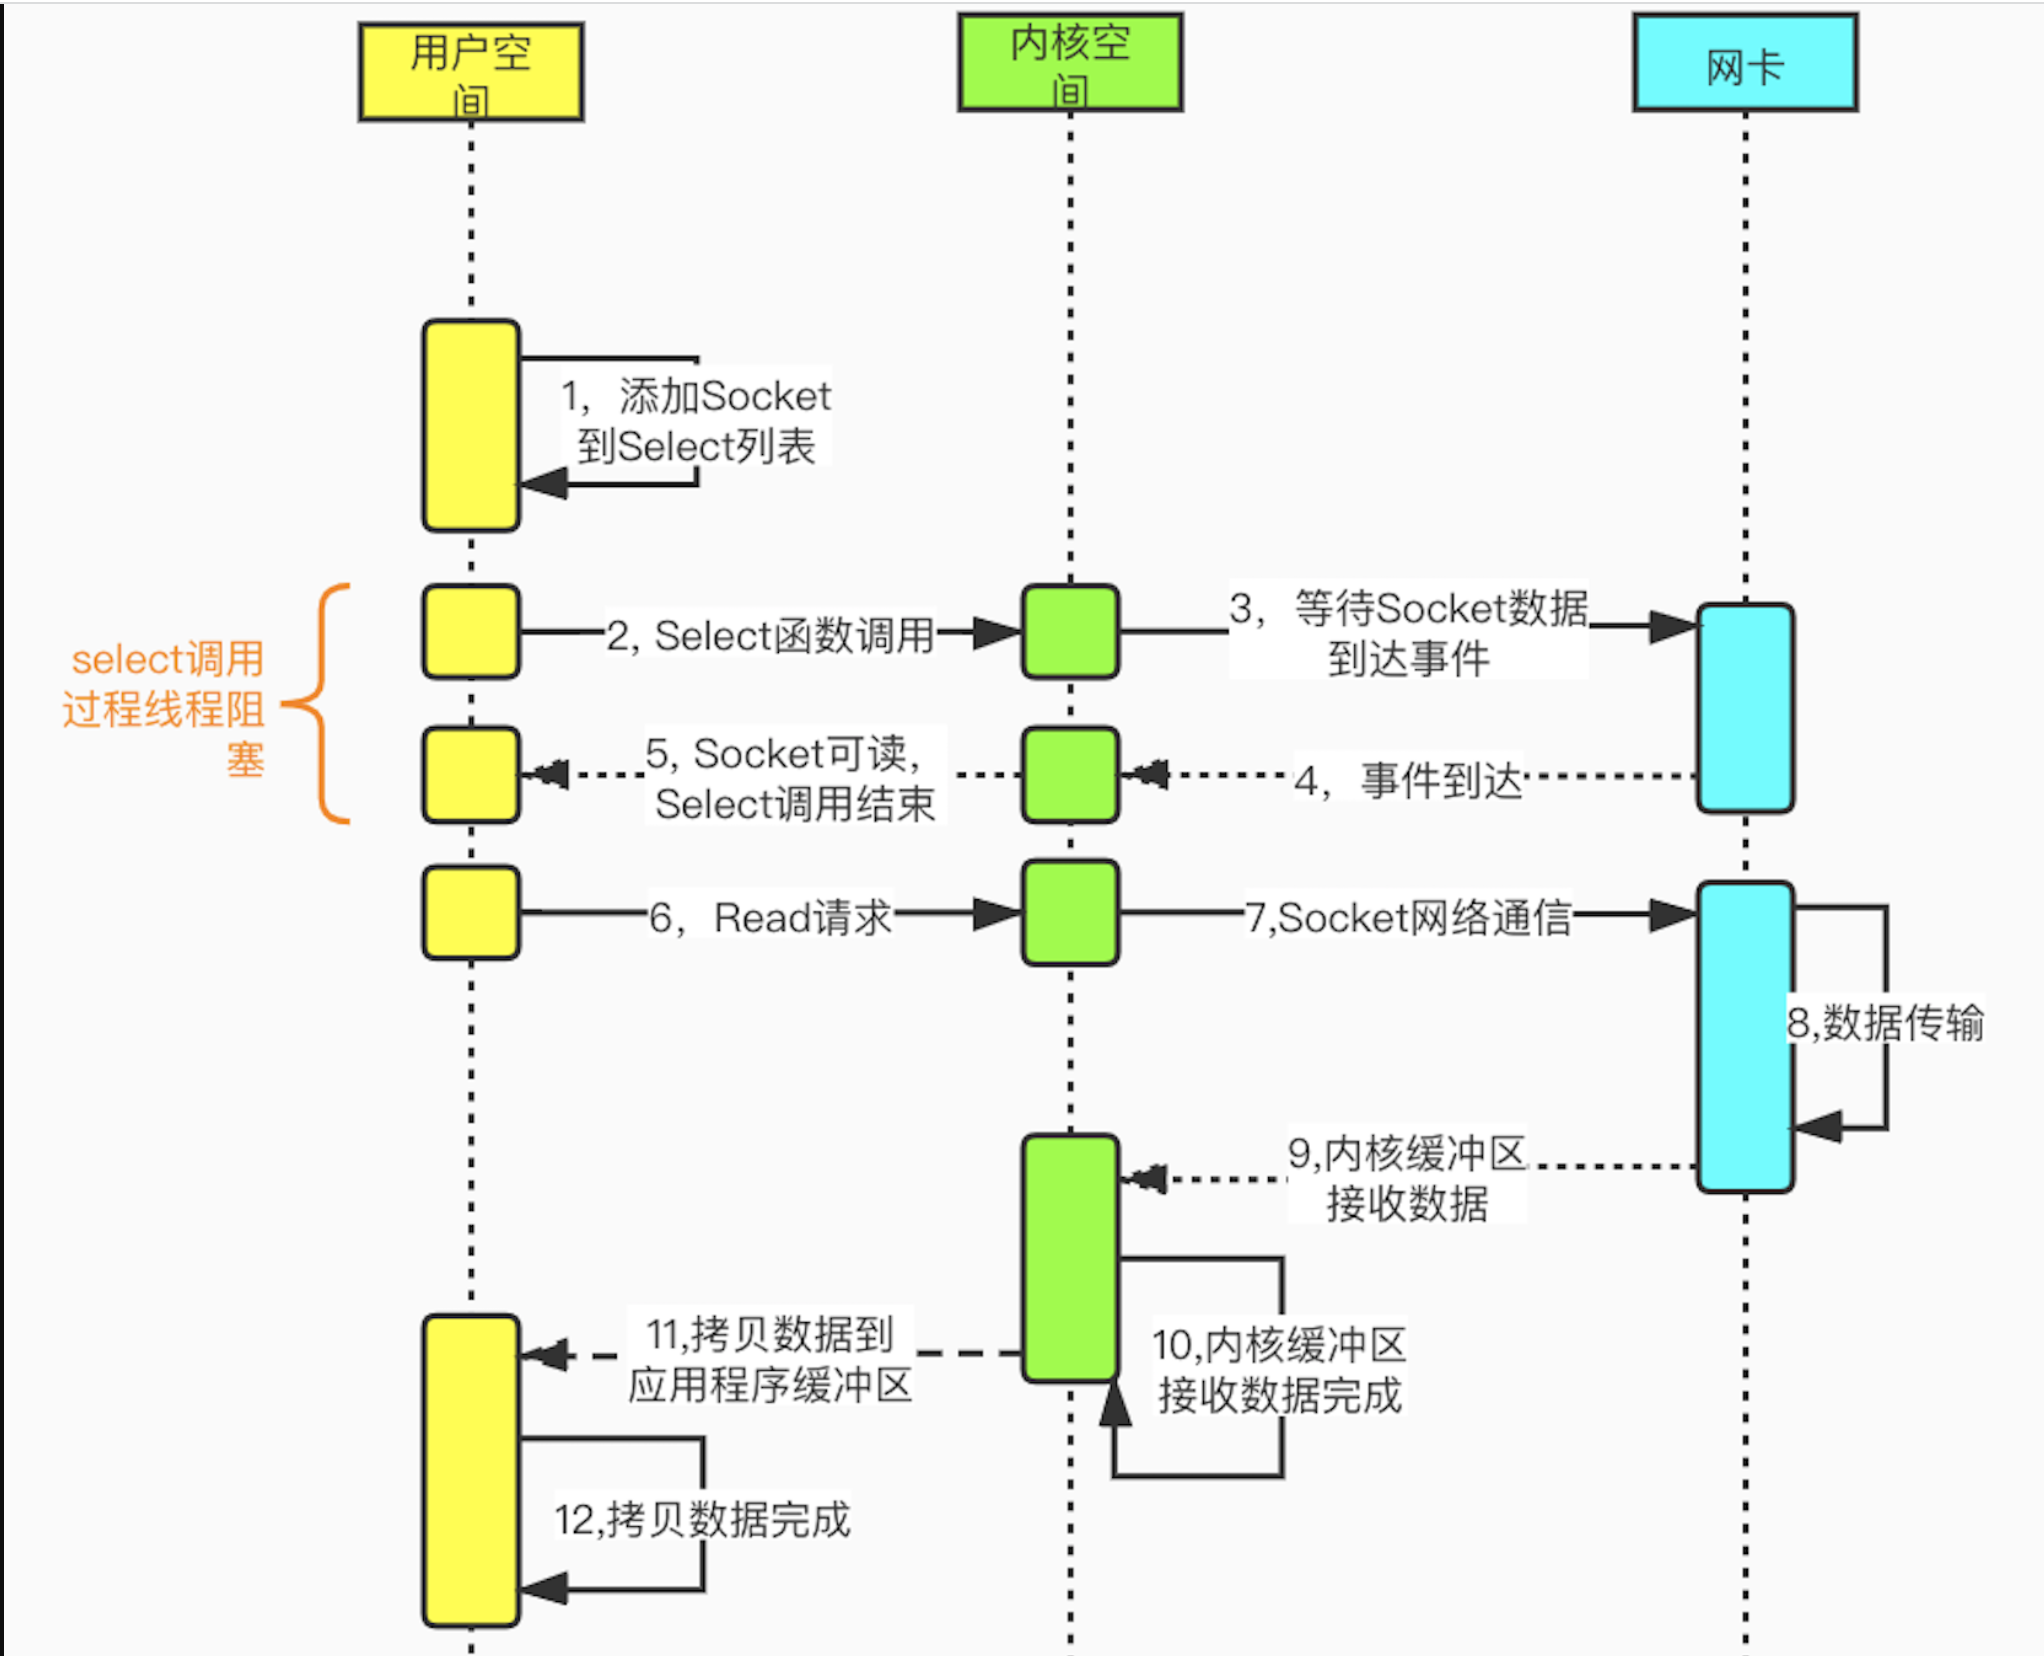 用户空
间
内核空
间
网卡
1，添加Socket
到Select列表
2, Select函数调用
3，等待Socket数据
到达事件
select调用
过程线程阻
塞
4，事件到达
5, Socket可读，
Select调用结束
6，Read请求
7,Socket网络通信
8,数据传输
9,内核缓冲区
接收数据
10,内核缓冲区
接收数据完成
11,拷贝数据到
应用程序缓冲区
12,拷贝数据完成